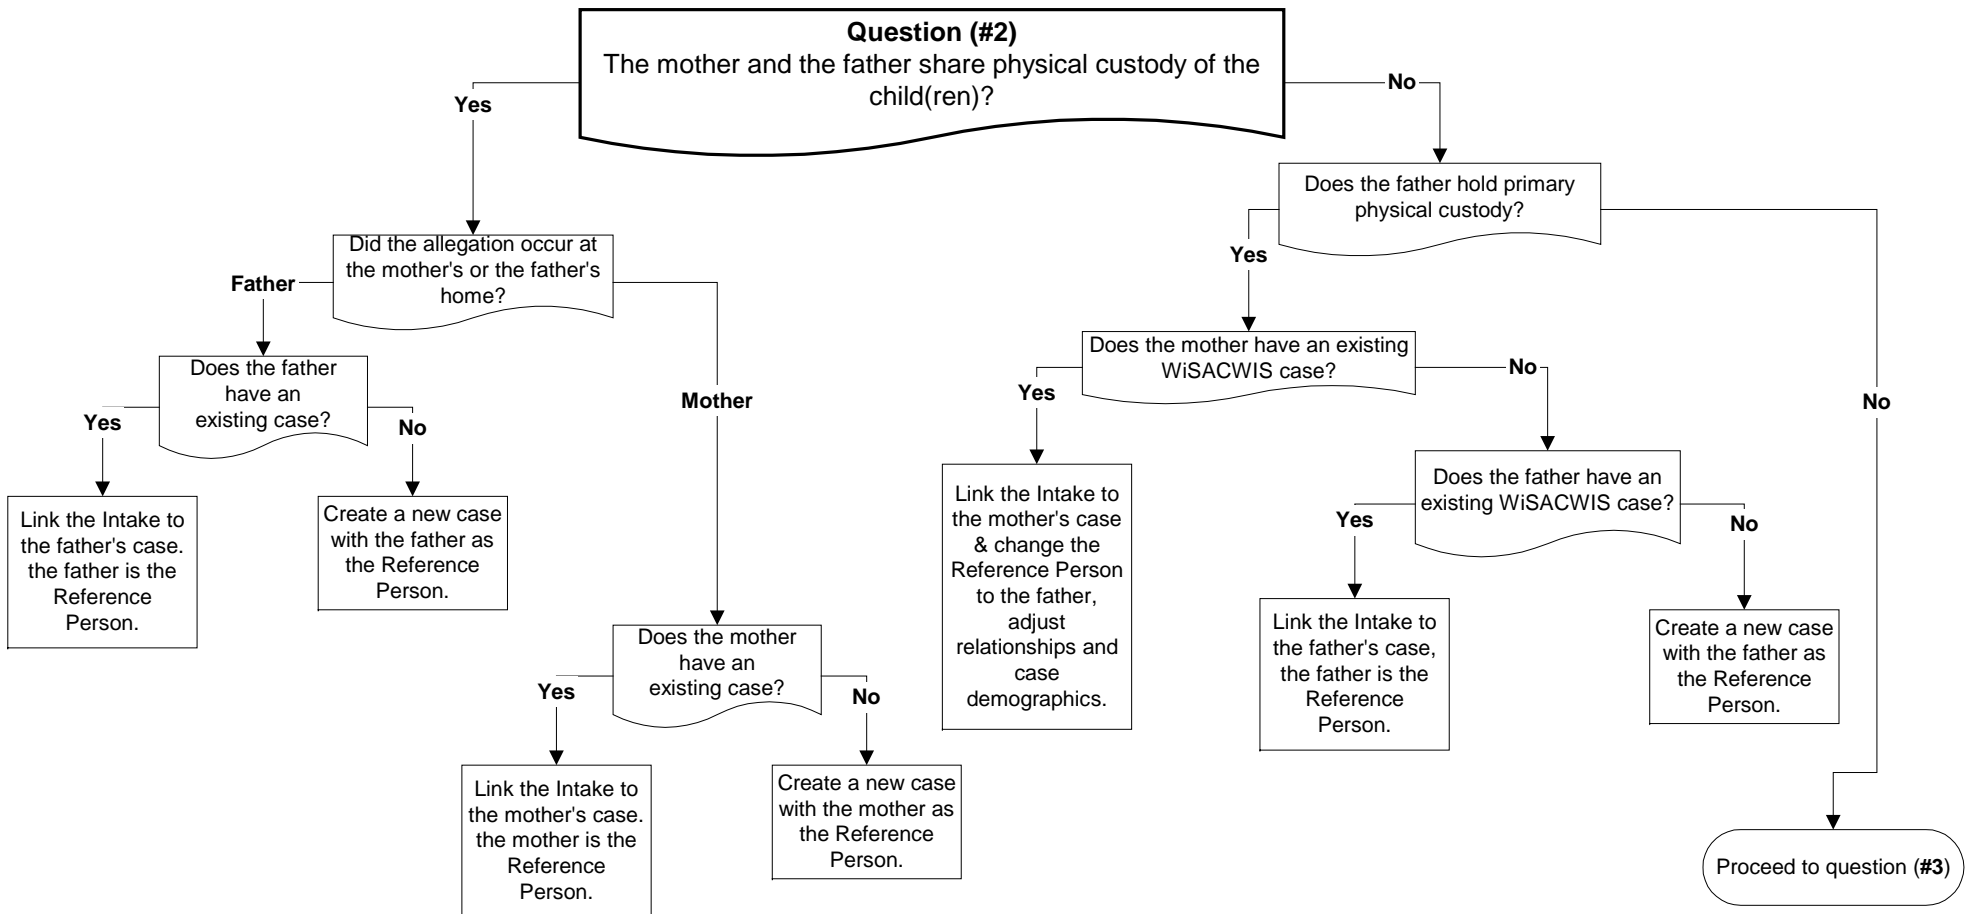 Question (#2)
The mother and the father share physical custody of the
child(ren)?
Yes
No
Did the allegation occur at
the mother's or the father's
home?
Father
Mother
Does the father
have an
existing case?
Yes
No
Link the Intake to
the father's case.
the father is the
Reference
Person.
Create a new case
with the father as
the Reference
Person.
Does the mother
have an
existing case?
Yes
No
Link the Intake to
the mother's case.
the mother is the
Reference
Person.
Create a new case
with the mother as
the Reference
Person.
Does the father hold primary
physical custody?
Yes
No
Does the mother have an existing
WiSACWIS case?
Yes
No
Link the Intake to
the mother's case
& change the
Reference Person
to the father,
adjust
relationships and
case
demographics.
Does the father have an
existing WiSACWIS case?
Yes
No
Link the Intake to
the father's case,
the father is the
Reference
Person.
Create a new case
with the father as
the Reference
Person.
Proceed to question (#3)